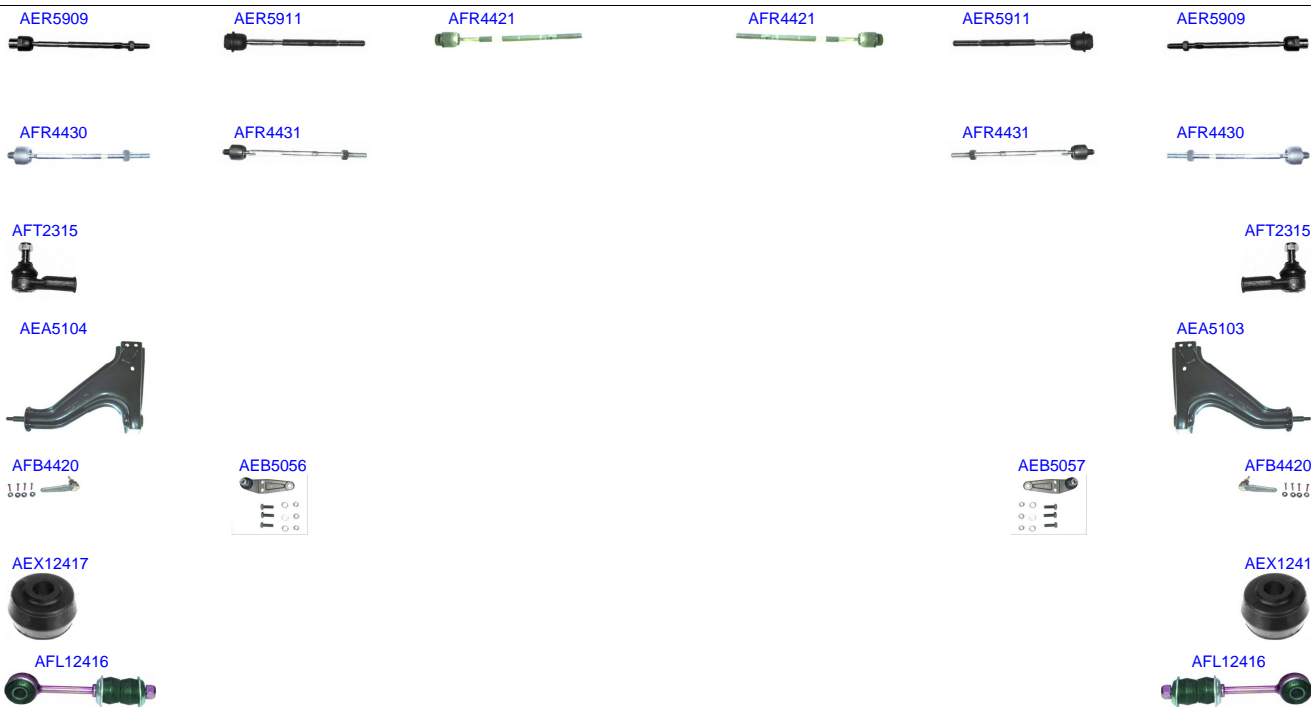 AER5909 AER5911 AFR4421 AFR4421 AER5911 AER5909
AFR4430 AFR4431 AFR4431 AFR4430
AFT2315 AFT2315
AEA5104 AEA5103
AFB4420 AEB5056 AEB5057 AFB4420
AEX12417 AEX1241
AFL12416 AFL12416